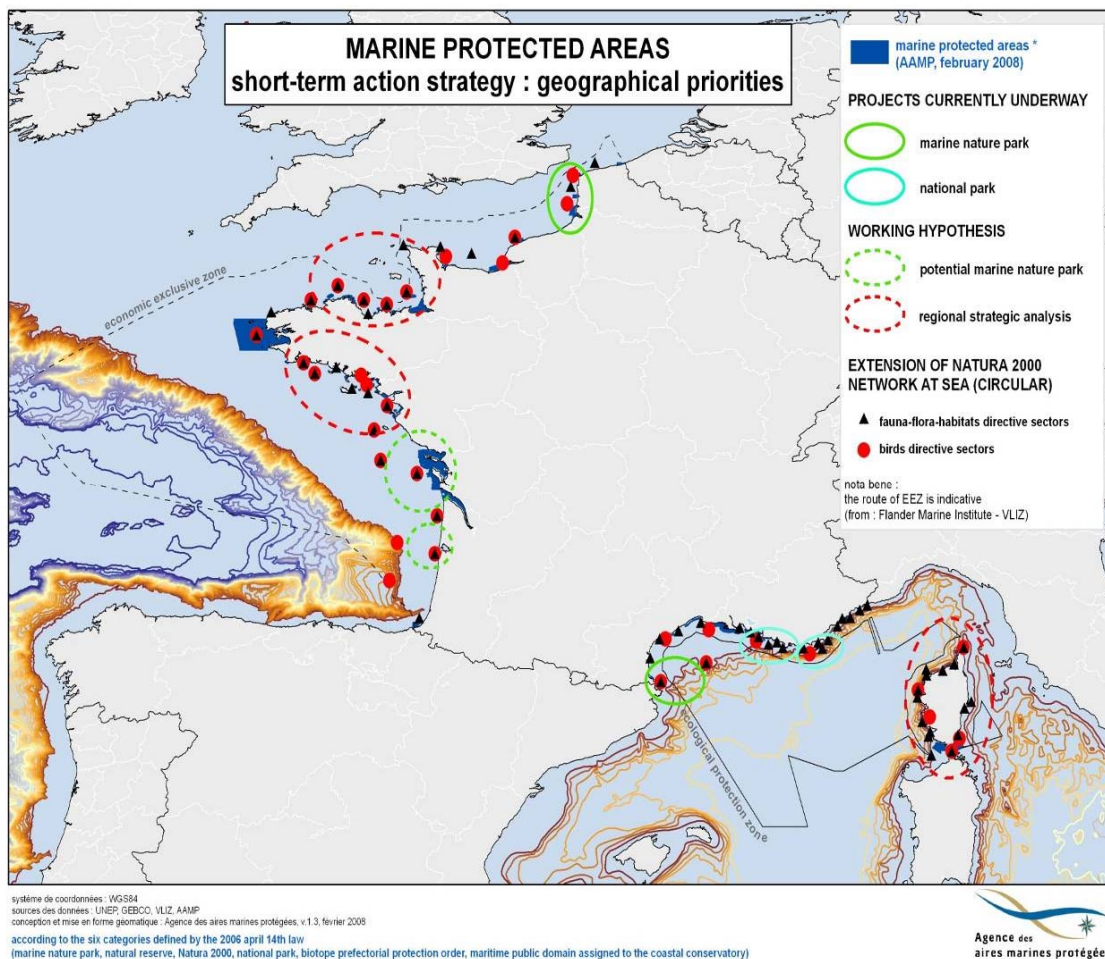 MARINE PROTECTED AREAS
short-term action strategy : geographical priorities
marine protected areas *
(AAMP, february 2008)
PROJECTS CURRENTLY UNDERWAY
marine nature park
national park
WORKING HYPOTHESIS
potential marine nature park
regional strategic analysis
EXTENSION OF NATURA 2000
NETWORK AT SEA (CIRCULAR)
fauna-flora-habitats directive sectors
birds directive sectors
nota bene :
the route of EEZ is indicative
(from : Flander Marine Institute - VLIZ)
economic exclusive zone
ecological protection zone
système de coordonnées : WGS84
sources des données : UNEP, GEBCO, VLIZ, AAMP
conception et mise en forme géomatique : Agence des aires marines protégées, v.1.3, février 2008
according to the six categories defined by the 2006 april 14th law
(marine nature park, natural reserve, Natura 2000, national park, biotope prefectorial protection order, maritime public domain assigned to the coastal conservatory)
Agence des
aires marines protégée